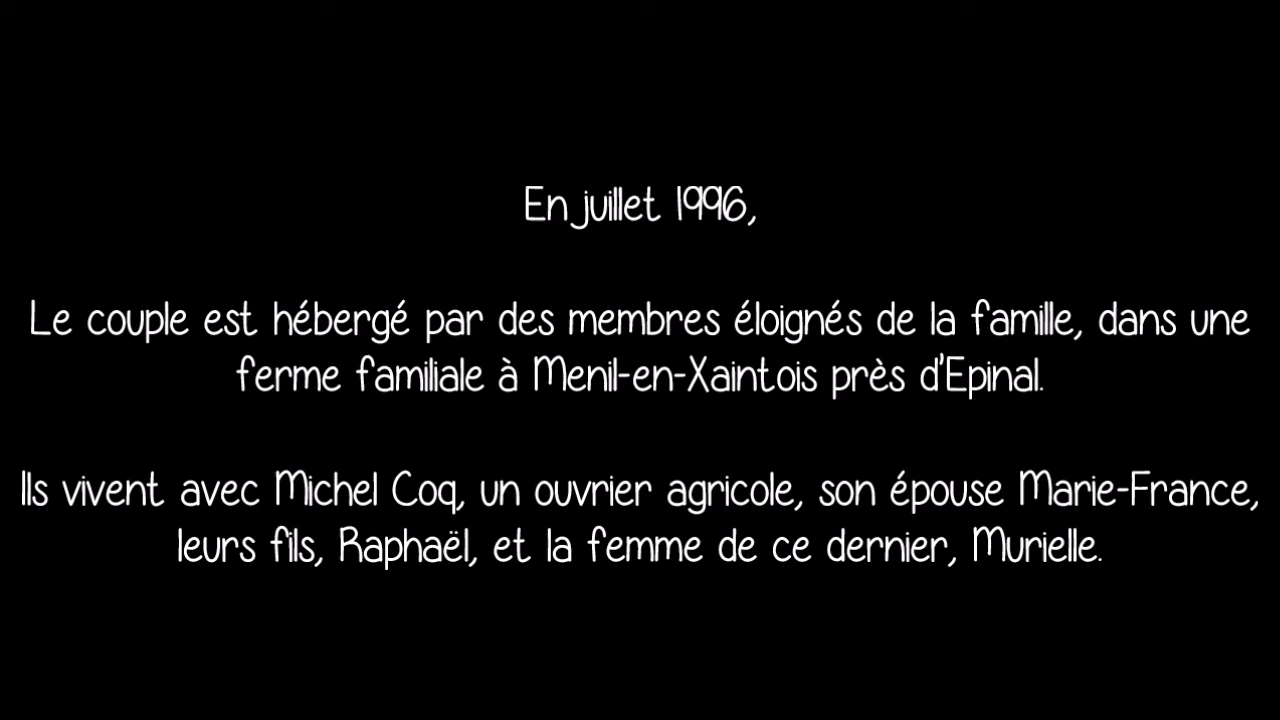 En juillet 1996,
Le couple est hébergé par des membres éloignés de la famille, dans une
ferme familiale à Menil-en-Xaintois près d'Epinal.
Ils vivent avec Michel Coq, un ouvrier agricole, son épouse Marie-France,
leurs fils, Raphaël, et la femme de ce dernier, Murielle.